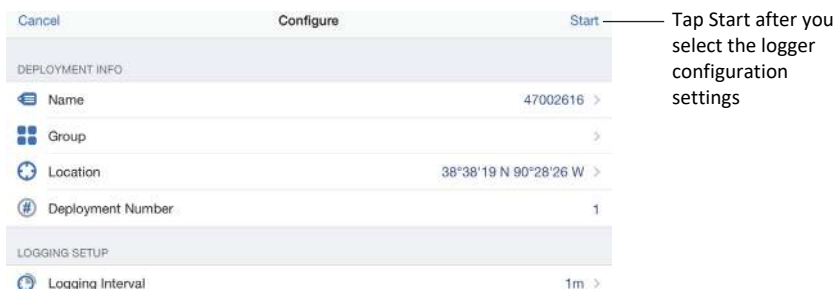 Cancel Configure Start
Tap Start after you
select the logger
configuration
settings
DEPLOYMENT INFO
Name 47002616
Group
Location 38°38'19 N 90°28'26 W
Deployment Number 1
LOGGING SETUP
Logging Interval 1m